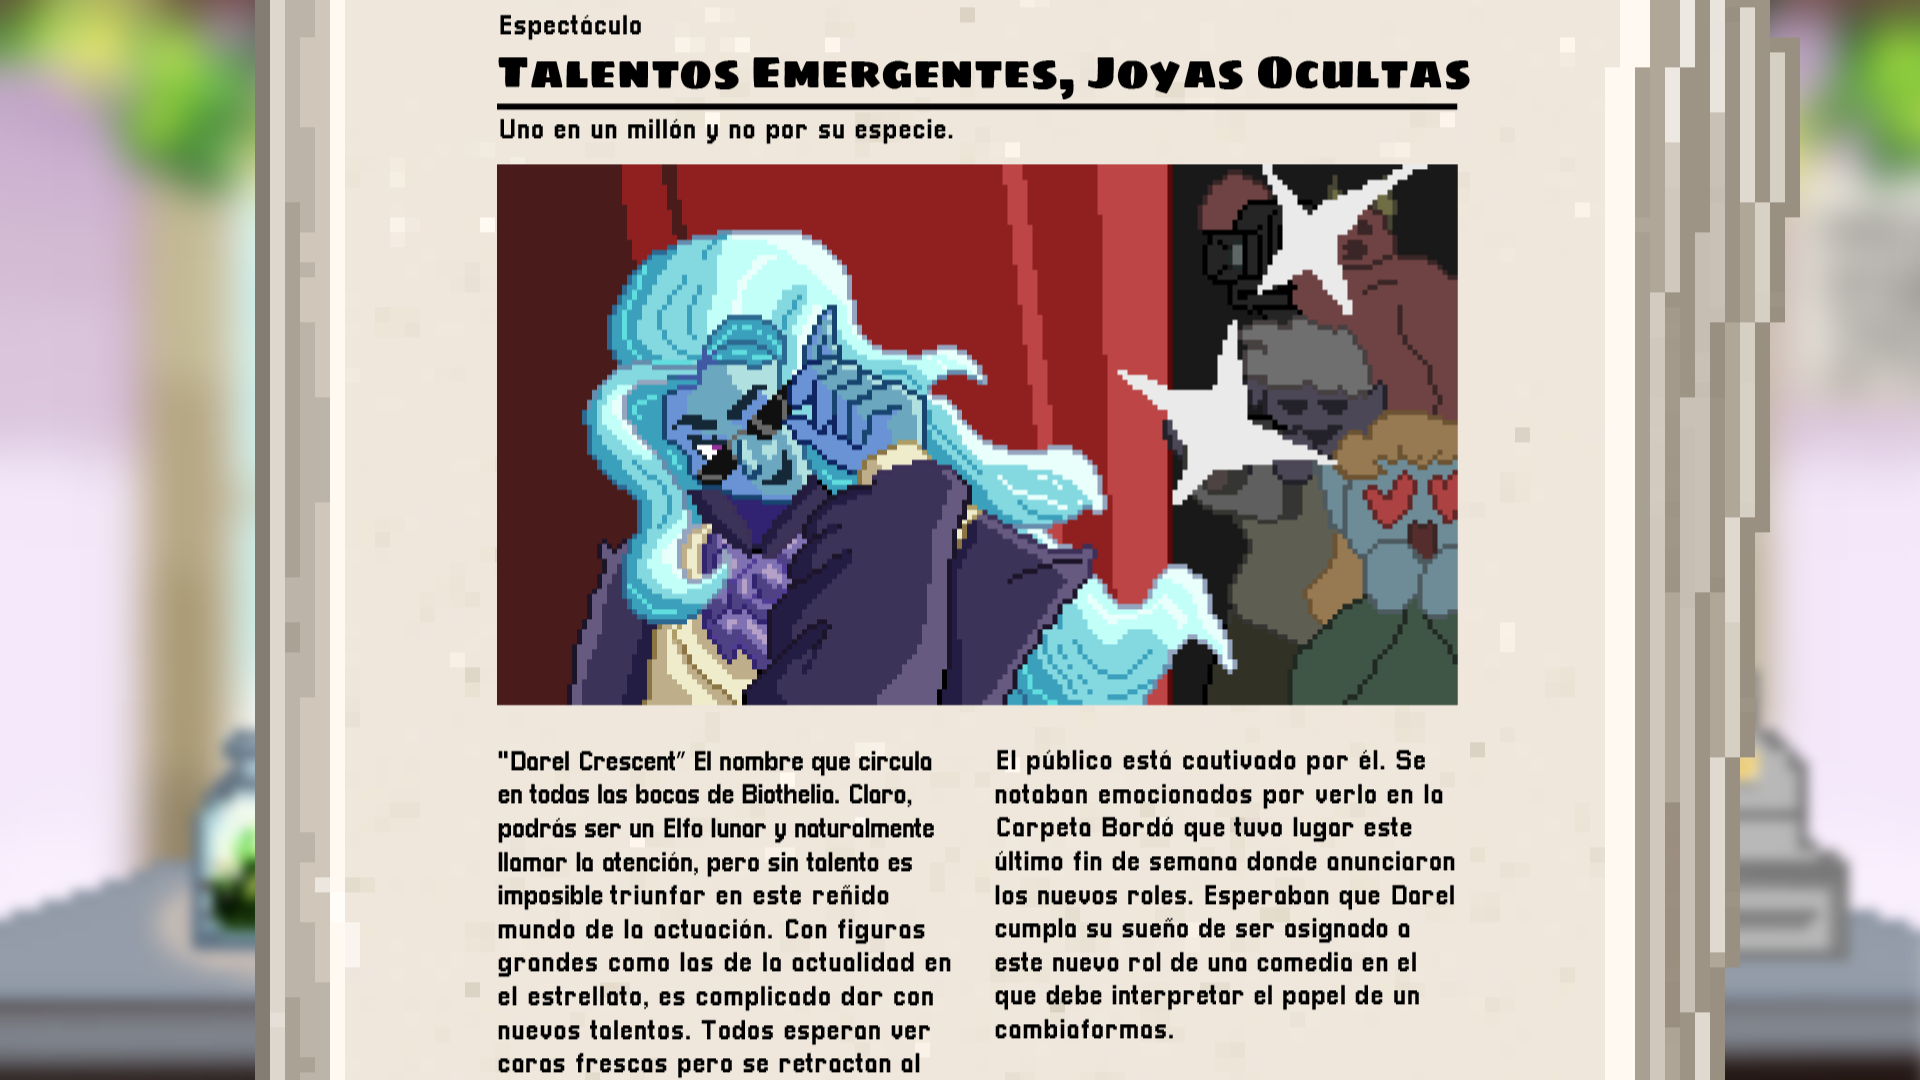 Espectáculo
Talentos Emergentes, Joyas Ocultas
Uno en un millón y no por su especie.
"Darel Crescent" El nombre que circula
en todas las bocas de Biothelia. Claro,
podrás ser un Elfo lunar y naturalmente
llamar la atención, pero sin talento es
imposible triunfar en este reñido
mundo de la actuación. Con figuras
grandes como las de la actualidad en
el estrellato, es complicado dar con
nuevos talentos. Todos esperan ver
caras frescas pero se retractan al
El público está cautivado por él. Se
notaban emocionados por verlo en la
Carpeta Bordó que tuvo lugar este
último fin de semana donde anunciaron
los nuevos roles. Esperaban que Darel
cumpla su sueño de ser asignado a
este nuevo rol de una comedia en el
que debe interpretar el papel de un
cambiaformas.